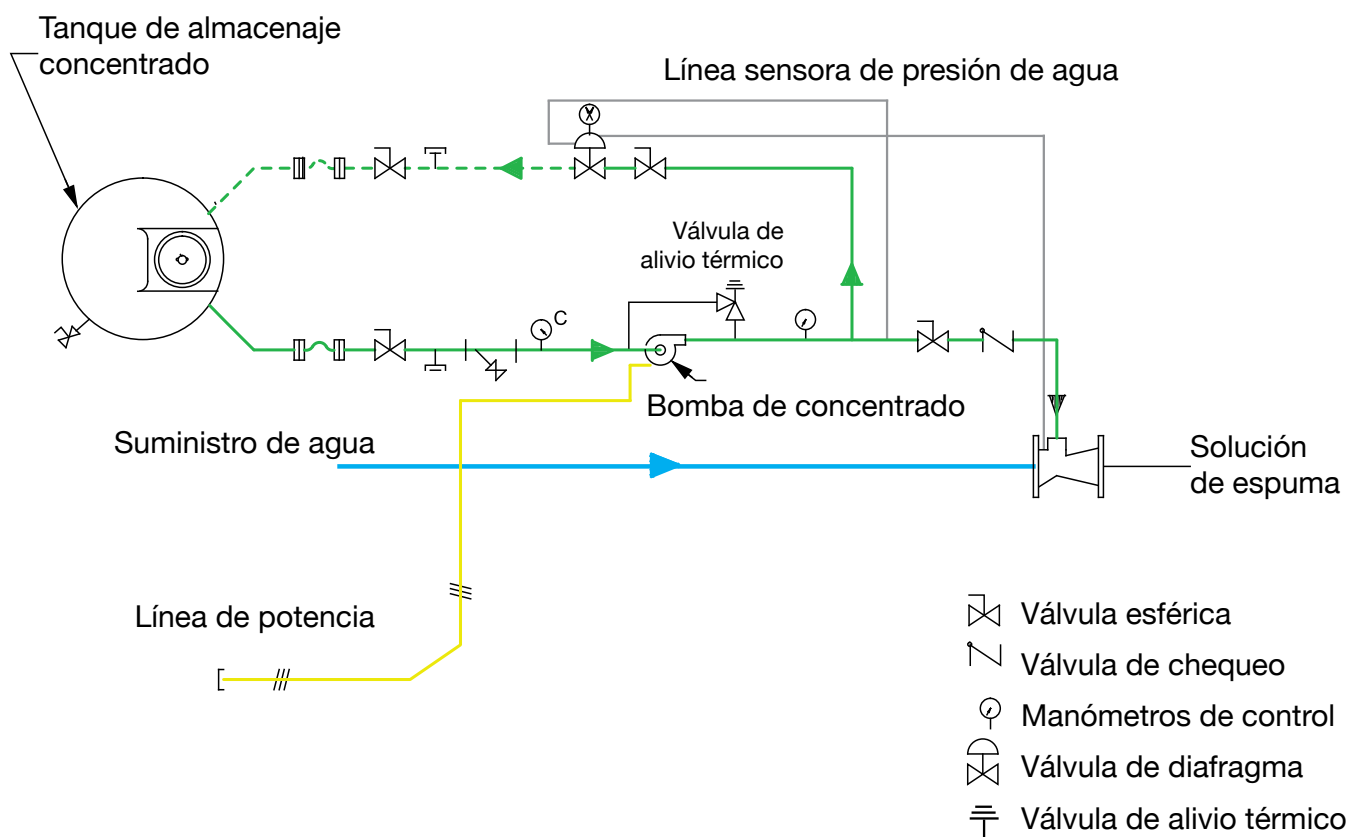 Tanque de almacenaje
concentrado
Línea sensora de presión de agua
Válvula de
alivio térmico
C
Bomba de concentrado
Suministro de agua
Solución
de espuma
Línea de potencia
Válvula esférica
Válvula de chequeo
Manómetros de control
Válvula de diafragma
Válvula de alivio térmico